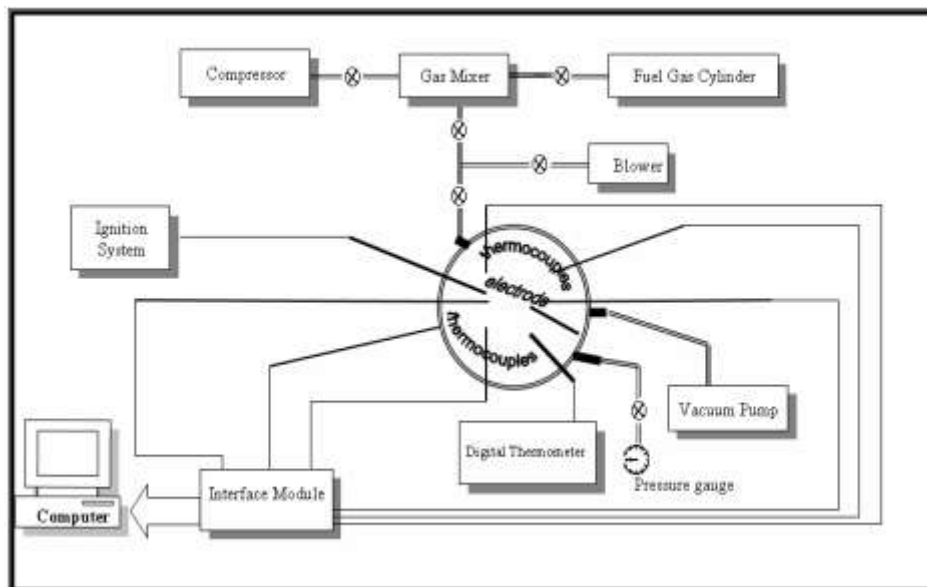 Compressor
Gas Mixer
Fuel Gas Cylinder
Blower
Ignition
System
thermocouples
electrode
thermocouples
Vacuum Pump
Digital Thermometer
Pressure gauge
Interface Module
Computer